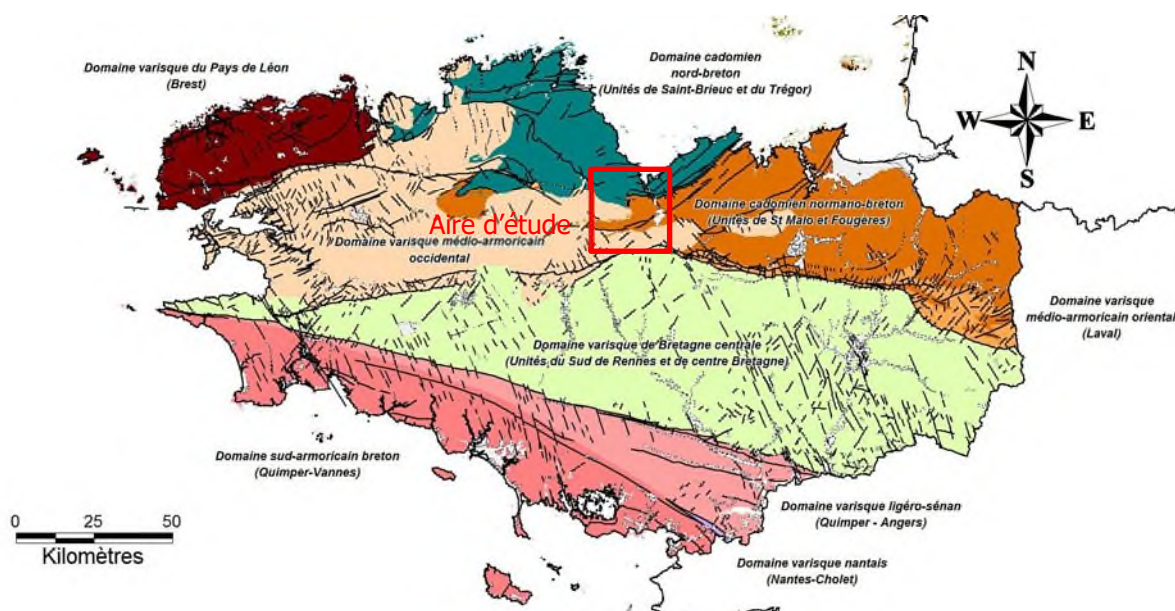 Domaine varisque du Pays de Léon
(Brest)
Domaine cadomien
nord-breton
(Unités de Saint-Brieuc et du Trégor)
N
W
E
S
Aire d'étude
Domaine cadomien normano-breton
(Unités de St Malo et Fougères)
Domaine varisque médio-armoricain
occidental
Domaine varisque
médio-armoricain oriental
(Laval)
Domaine varisque de Bretagne centrale
(Unités du Sud de Rennes et de centre Bretagne)
Domaine sud-armoricain breton
(Quimper-Vannes)
Domaine varisque ligéro-sénan
(Quimper - Angers)
Domaine varisque nantais
(Nantes-Cholet)
0 25 50
Kilomètres